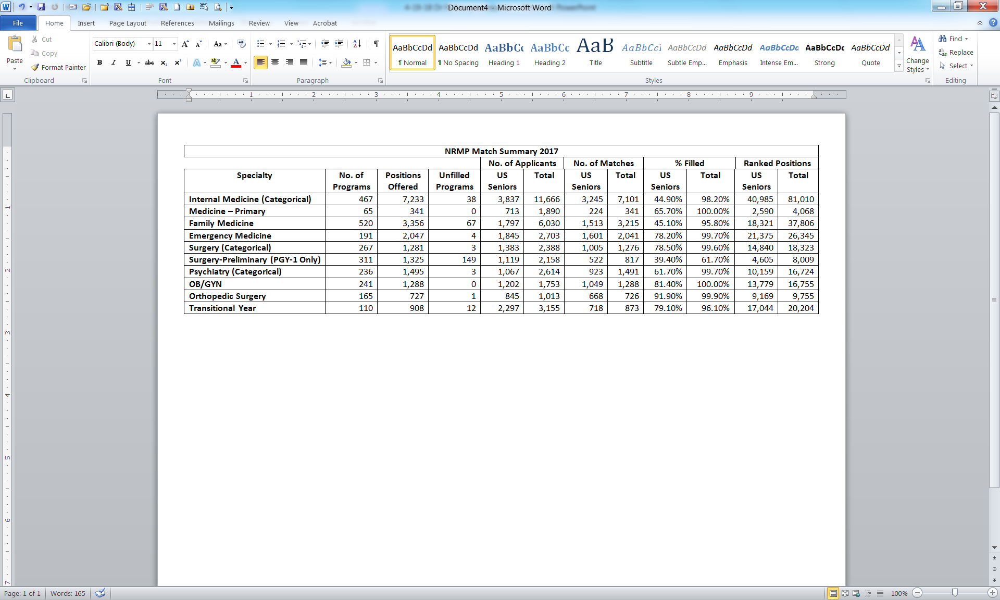 Document4 - Microsoft Word
File Home Insert Page Layout References Mailings Review View Acrobat
Paste
Cut
Copy
Format Painter
Clipboard
Calibri (Body) 11
Font
Paragraph
AaBbCcDd AaBbCcDd AaBbCc AaBbCc AaB AaBbCcI AaBbCcDd AaBbCcDd AaBbCcDd AaBbCcDc AaBbCcDd
¶ Normal ¶ No Spacing Heading 1 Heading 2 Title Subtitle Subtle Emp... Emphasis Intense Em... Strong Quote
Change Styles
Styles
Find
Replace
Select
Editing
1 2 3 4 5 6 7 8 9
NRMP Match Summary 2017
No. of Applicants No. of Matches % Filled Ranked Positions
Specialty No. of Positions Unfilled US Total US Total US Total US Total
Programs Offered Programs Seniors Seniors Seniors Seniors
Internal Medicine (Categorical) 467 7,233 38 3,837 11,666 3,245 7,101 44.90% 98.20% 40,985 81,010
Medicine – Primary 65 341 0 713 1,890 224 341 65.70% 100.00% 2,590 4,068
Family Medicine 520 3,356 67 1,797 6,030 1,513 3,215 45.10% 95.80% 18,321 37,806
Emergency Medicine 191 2,047 4 1,845 2,703 1,601 2,041 78.20% 99.70% 21,375 26,345
Surgery (Categorical) 267 1,281 3 1,383 2,388 1,005 1,276 78.50% 99.60% 14,840 18,323
Surgery-Preliminary (PGY-1 Only) 311 1,325 149 1,119 2,158 522 817 39.40% 61.70% 4,605 8,009
Psychiatry (Categorical) 236 1,495 3 1,067 2,614 923 1,491 61.70% 99.70% 10,159 16,724
OB/GYN 241 1,288 0 1,202 1,753 1,049 1,288 81.40% 100.00% 13,779 16,755
Orthopedic Surgery 165 727 1 845 1,013 668 726 91.90% 99.90% 9,169 9,755
Transitional Year 110 908 12 2,297 3,155 718 873 79.10% 96.10% 17,044 20,204
1
2
3
4
5
6
7
Page: 1 of 1 Words: 165 100%